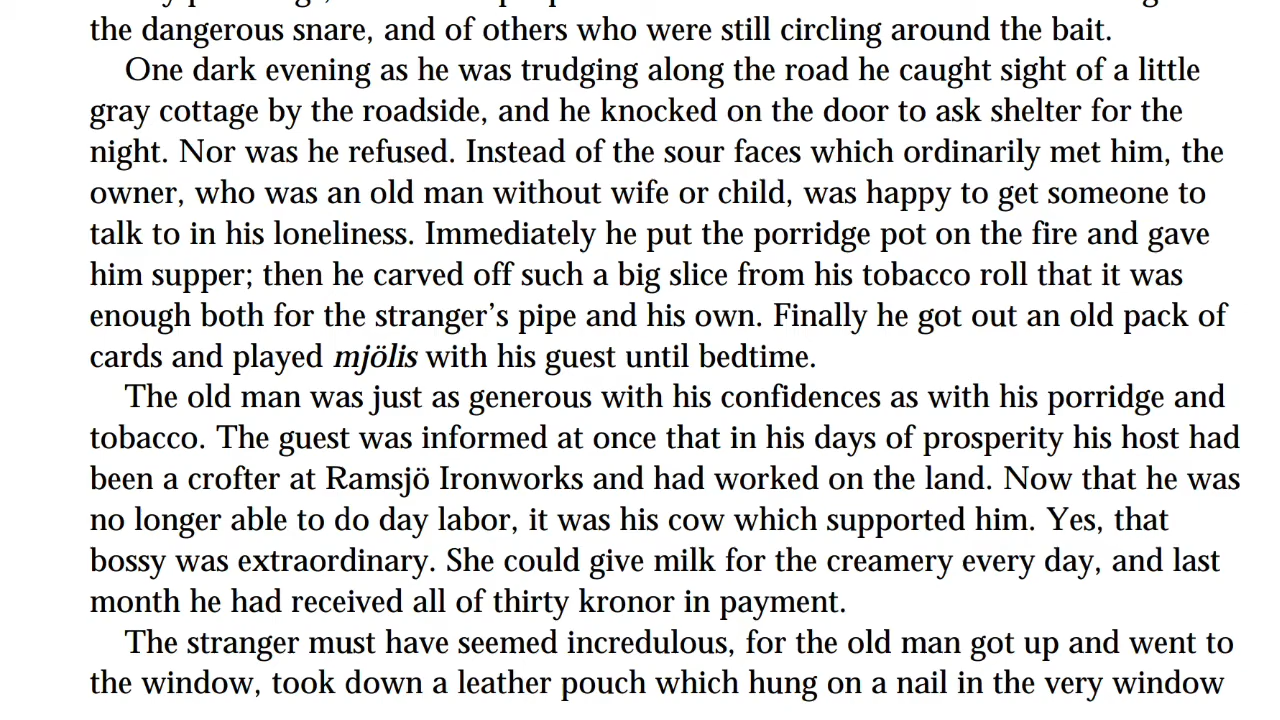 the dangerous snare, and of others who were still circling around the bait.
One dark evening as he was trudging along the road he caught sight of a little
gray cottage by the roadside, and he knocked on the door to ask shelter for the
night. Nor was he refused. Instead of the sour faces which ordinarily met him, the
owner, who was an old man without wife or child, was happy to get someone to
talk to in his loneliness. Immediately he put the porridge pot on the fire and gave
him supper; then he carved off such a big slice from his tobacco roll that it was
enough both for the stranger’s pipe and his own. Finally he got out an old pack of
cards and played mjölis with his guest until bedtime.
The old man was just as generous with his confidences as with his porridge and
tobacco. The guest was informed at once that in his days of prosperity his host had
been a crofter at Ramsjö Ironworks and had worked on the land. Now that he was
no longer able to do day labor, it was his cow which supported him. Yes, that
bossy was extraordinary. She could give milk for the creamery every day, and last
month he had received all of thirty kronor in payment.
The stranger must have seemed incredulous, for the old man got up and went to
the window, took down a leather pouch which hung on a nail in the very window